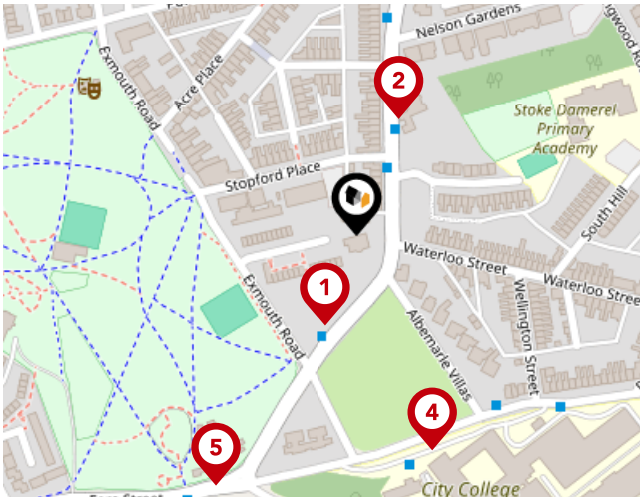 Nelson Gardens
Exmouth Road
Acre Place
2
Stoke Damerel
Primary
Academy
Stopford Place
South Hill
Waterloo Street
Waterloo Stree
Wellington Street
1
Exmouth Road
Albemarle Villas
4
5
City College